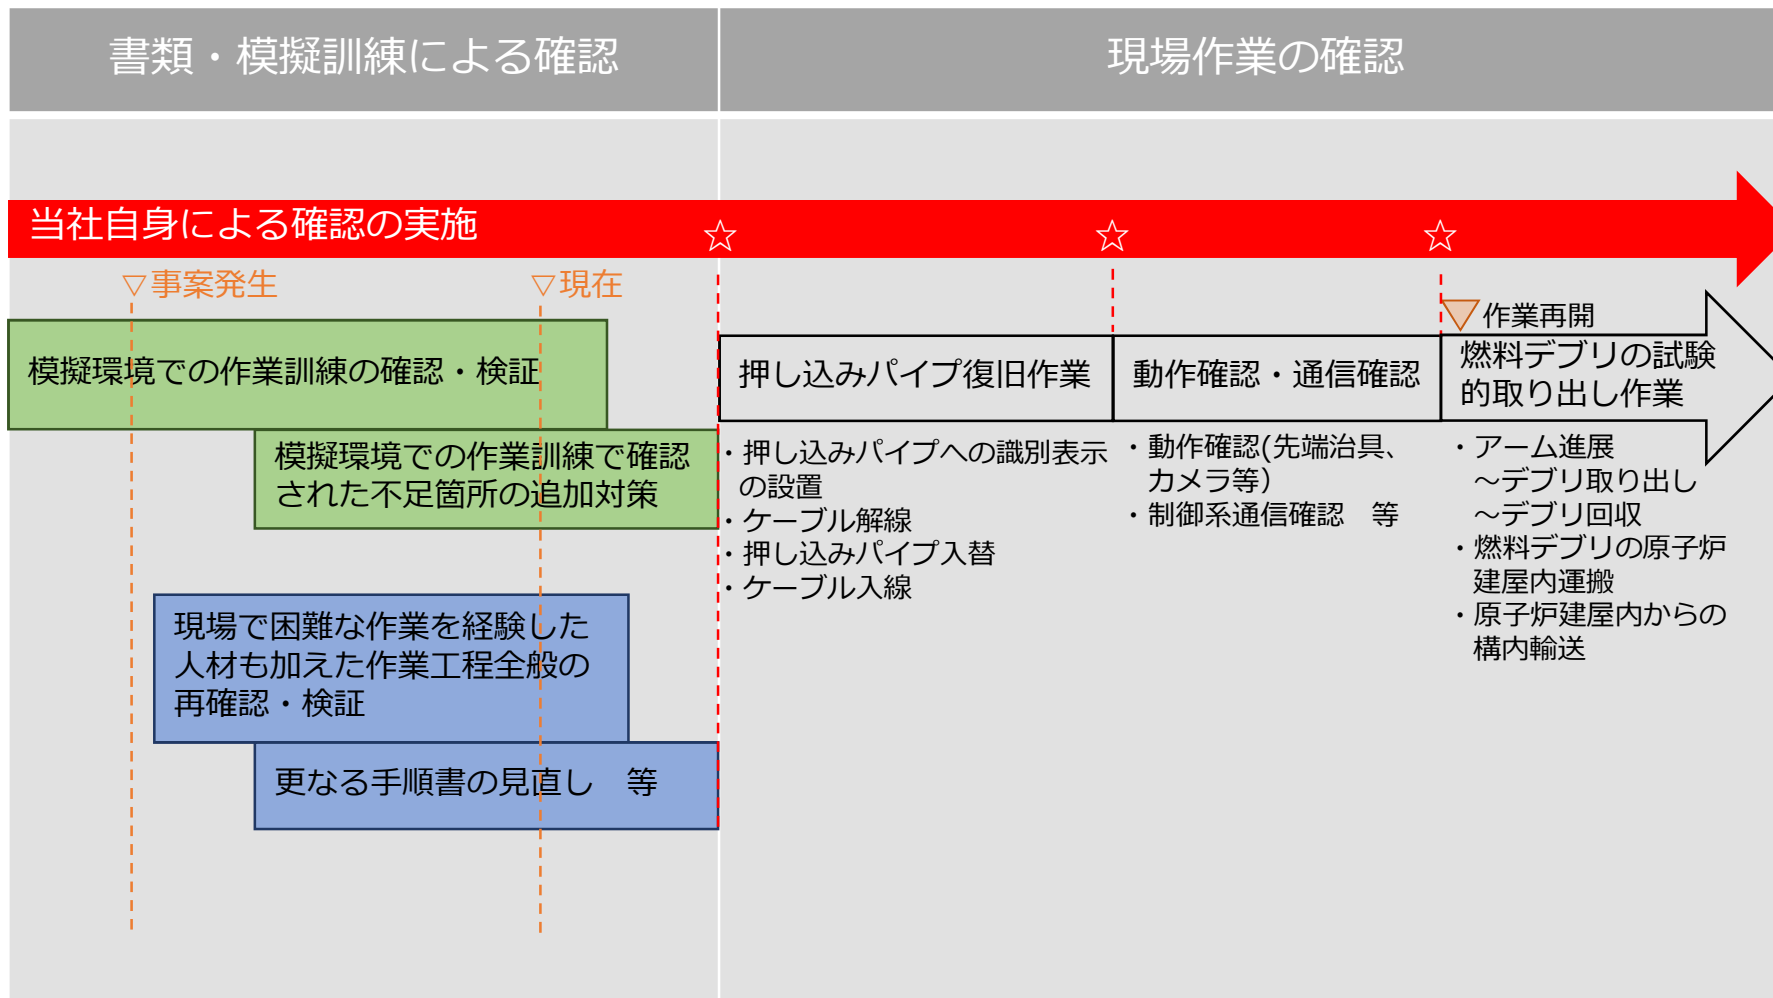 書類・模擬訓練による確認
現場作業の確認
当社自身による確認の実施
☆
☆
☆
▽事案発生
▽現在
作業再開
模擬環境での作業訓練の確認・検証
模擬環境での作業訓練で確認
された不足箇所の追加対策
現場で困難な作業を経験した
人材も加えた作業工程全般の
再確認・検証
更なる手順書の見直し　等
押し込みパイプ復旧作業
・押し込みパイプへの識別表示
の設置
・ケーブル解線
・押し込みパイプ入替
・ケーブル入線
動作確認・通信確認
・動作確認(先端治具、
カメラ等）
・制御系通信確認　等
燃料デブリの試験
的取り出し作業
・アーム進展
～デブリ取り出し
～デブリ回収
・燃料デブリの原子炉
建屋内運搬
・原子炉建屋内からの
構内輸送